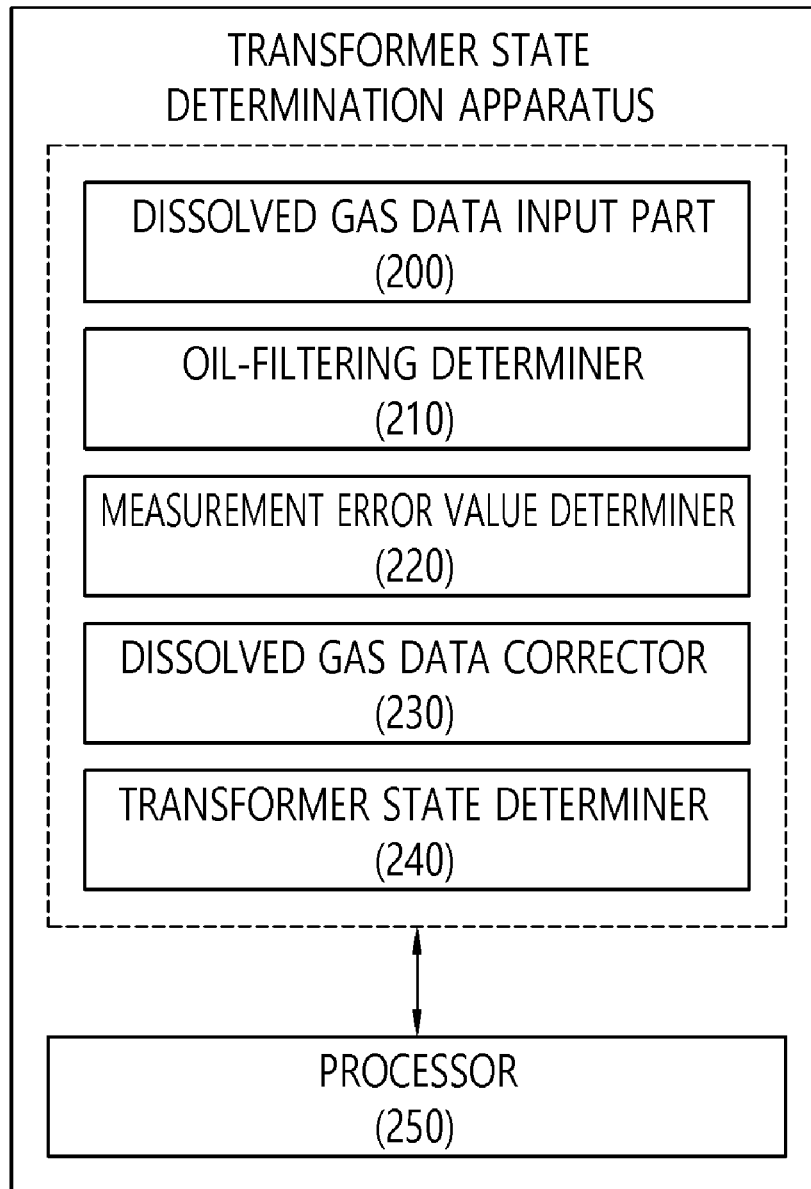 TRANSFORMER STATE
DETERMINATION APPARATUS
DISSOLVED GAS DATA INPUT PART
(200)
OIL-FILTERING DETERMINER
(210)
MEASUREMENT ERROR VALUE DETERMINER
(220)
DISSOLVED GAS DATA CORRECTOR
(230)
TRANSFORMER STATE DETERMINER
(240)
PROCESSOR
(250)